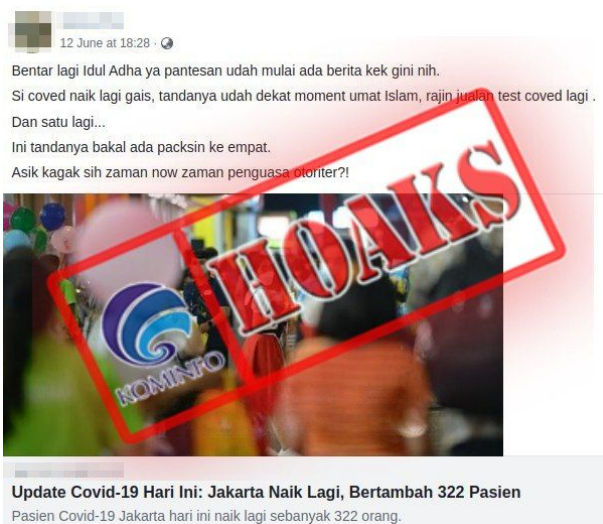 12 June at 18:28 ·
Bentar lagi Idul Adha ya pantesan udah mulai ada berita kek gini nih.
Si coved naik lagi gais, tandanya udah dekat moment umat Islam, rajin jualan test coved lagi .
Dan satu lagi...
Ini tandanya bakal ada packsin ke empat.
Asik kagak sih zaman now zaman penguasa otoriter?!
HOAKS
KOMINFO
Update Covid-19 Hari Ini: Jakarta Naik Lagi, Bertambah 322 Pasien
Pasien Covid-19 Jakarta hari ini naik lagi sebanyak 322 orang.